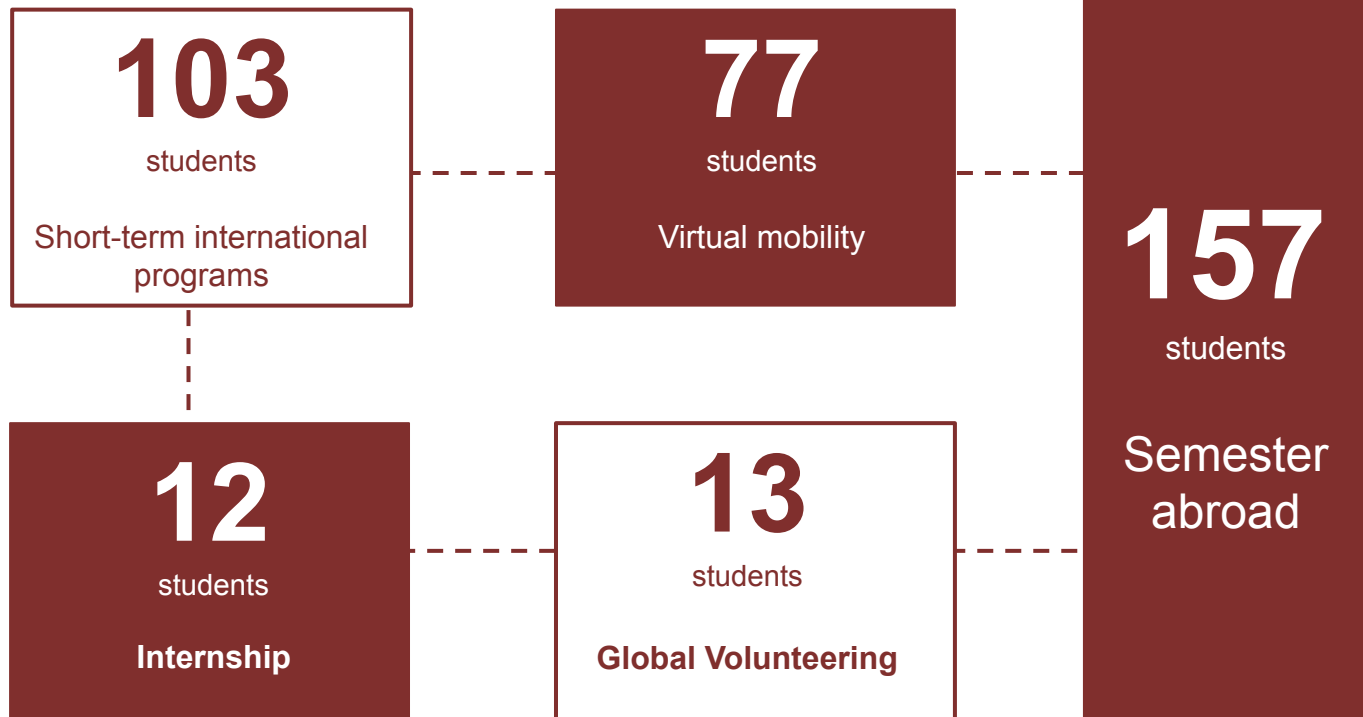 103
students
Short-term international
programs
77
students
Virtual mobility
157
students
Semester
abroad
12
students
Internship
13
students
Global Volunteering